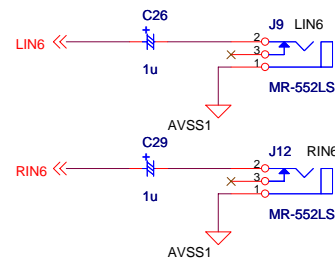 C26
J9 LIN6
LIN6
+
2
3
1
1u
MR-552LS
AVSS1
C29
J12 RIN6
RIN6
+
2
3
1
1u
MR-552LS
AVSS1